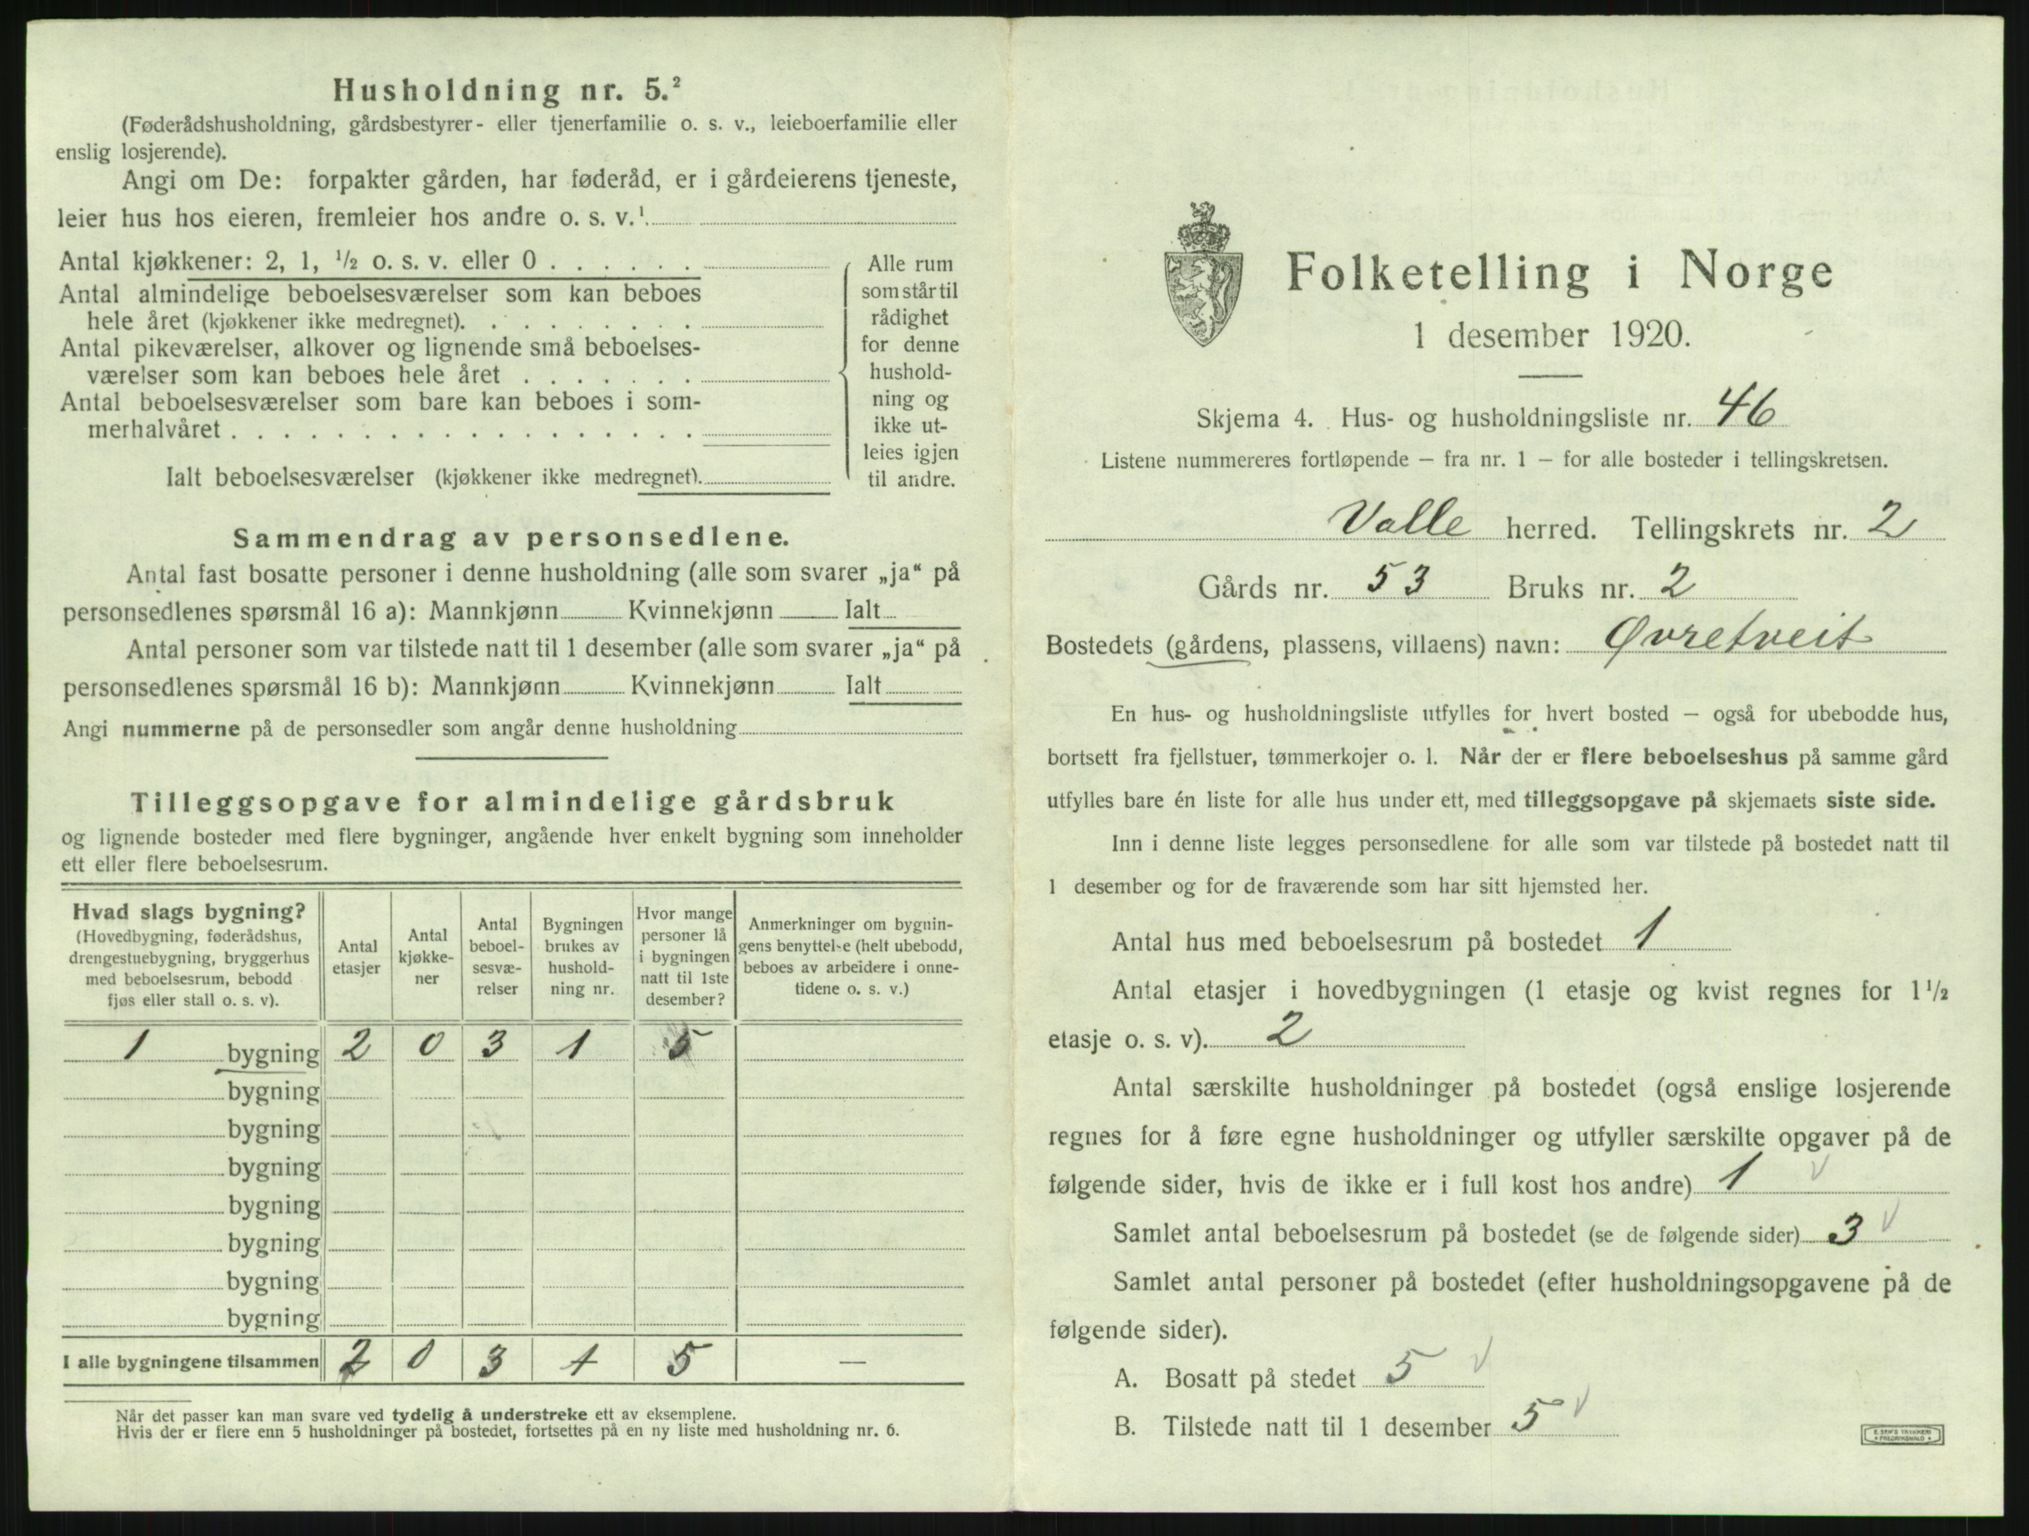 Husholdning nr. 5.²
(Føderådshusholdning, gårdsbestyrer- eller tjenerfamilie o. s. v., leieboerfamilie eller
enslig losjerende).
Angi om De: forpakter gården, har føderåd, er i gårdeierens tjeneste,
leier hus hos eieren, fremleier hos andre o. s. v.¹
Antal kjøkkener: 2, 1, ½ o. s. v. eller 0 . . . . . .
Antal almindelige beboelsesværelser som kan beboes
hele året (kjøkkener ikke medregnet). . . . . . . . .
Antal pikeværelser, alkover og lignende små beboelses-
værelser som kan beboes hele året . . . . . . .
Antal beboelsesværelser som bare kan beboes i som-
merhalvåret . . . . . . . . . . . . . . . . . .
Ialt beboelsesværelser (kjøkkener ikke medregnet).
Alle rum
som står til
rådighet
for denne
hushold-
ning og
ikke ut-
leies igjen
til andre.
Sammendrag av personsedlene.
Antal fast bosatte personer i denne husholdning (alle som svarer „ja“ på
personsedlenes spørsmål 16 a): Mannkjønn Kvinnekjønn Ialt
Antal personer som var tilstede natt til 1 desember (alle som svarer „ja“ på
personsedlenes spørsmål 16 b): Mannkjønn Kvinnekjønn Ialt
Angi nummerne på de personsedler som angår denne husholdning
Tilleggsopgave for almindelige gårdsbruk
og lignende bosteder med flere bygninger, angående hver enkelt bygning som inneholder
ett eller flere beboelsesrum.
Hvad slags bygning?
(Hovedbygning, føderådshus,
drengestuebygning, bryggerhus
med beboelsesrum, bebodd
fjøs eller stall o. s. v).
Antal
etasjer
Antal
kjøkke-
ner
Antal
beboel-
sesvæ-
relser
Bygningen
brukes av
hushold-
ning nr.
Hvor mange
personer lå
i bygningen
natt til 1ste
desember?
Anmerkninger om bygnin-
gens benyttelse (helt ubebodd,
beboes av arbeidere i onne-
tidene o. s. v.)
1 bygning 2 0 3 1 5
bygning
bygning
bygning
bygning
bygning
bygning
bygning
I alle bygningene tilsammen 2 0 3 1 5 —
Når det passer kan man svare ved tydelig å understreke ett av eksemplene.
Hvis der er flere enn 5 husholdninger på bostedet, fortsettes på en ny liste med husholdning nr. 6.
Folketelling i Norge
1 desember 1920.
Skjema 4. Hus- og husholdningsliste nr. 46
Listene nummereres fortløpende — fra nr. 1 — for alle bosteder i tellingskretsen.
Valle herred. Tellingskrets nr. 2
Gårds nr. 53 Bruks nr. 2
Bostedets (gårdens, plassens, villaens) navn: Øvretveit
En hus- og husholdningsliste utfylles for hvert bosted — også for ubebodde hus,
bortsett fra fjellstuer, tømmerkojer o. l. Når der er flere beboelseshus på samme gård
utfylles bare én liste for alle hus under ett, med tilleggsopgave på skjemaets siste side.
Inn i denne liste legges personsedlene for alle som var tilstede på bostedet natt til
1 desember og for de fraværende som har sitt hjemsted her.
Antal hus med beboelsesrum på bostedet 1
Antal etasjer i hovedbygningen (1 etasje og kvist regnes for 1½
etasje o. s. v). 2
Antal særskilte husholdninger på bostedet (også enslige losjerende
regnes for å føre egne husholdninger og utfyller særskilte opgaver på de
følgende sider, hvis de ikke er i full kost hos andre) 1 √
Samlet antal beboelsesrum på bostedet (se de følgende sider) 3 √
Samlet antal personer på bostedet (efter husholdningsopgavene på de
følgende sider).
A. Bosatt på stedet 5 √
B. Tilstede natt til 1 desember 5 √